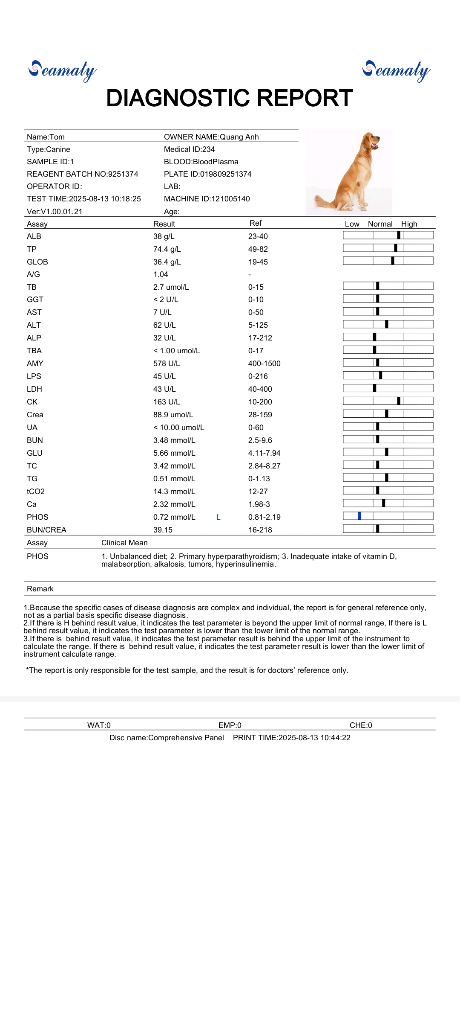 Seamaty Seamaty
DIAGNOSTIC REPORT
Name:Tom OWNER NAME:Quang Anh
Type:Canine Medical ID:234
SAMPLE ID:1 BLOOD:BloodPlasma
REAGENT BATCH NO:9251374 PLATE ID:019809251374
OPERATOR ID: LAB:
TEST TIME:2025-08-13 10:18:25 MACHINE ID:121005140
Ver:V1.00.01.21 Age:
Assay Result Ref Low Normal High
ALB 38 g/L 23-40
TP 74.4 g/L 49-82
GLOB 36.4 g/L 19-45
A/G 1.04 -
TB 2.7 umol/L 0-15
GGT < 2 U/L 0-10
AST 7 U/L 0-50
ALT 62 U/L 5-125
ALP 32 U/L 17-212
TBA < 1.00 umol/L 0-17
AMY 578 U/L 400-1500
LPS 45 U/L 0-216
LDH 43 U/L 40-400
CK 163 U/L 10-200
Crea 88.9 umol/L 28-159
UA < 10.00 umol/L 0-60
BUN 3.48 mmol/L 2.5-9.6
GLU 5.66 mmol/L 4.11-7.94
TC 3.42 mmol/L 2.84-8.27
TG 0.51 mmol/L 0-1.13
tCO2 14.3 mmol/L 12-27
Ca 2.32 mmol/L 1.98-3
PHOS 0.72 mmol/L L 0.81-2.19
BUN/CREA 39.15 16-218
Assay Clinical Mean
PHOS 1. Unbalanced diet; 2. Primary hyperparathyroidism; 3. Inadequate intake of vitamin D,
malabsorption, alkalosis, tumors, hyperinsulinemia.
Remark
1.Because the specific cases of disease diagnosis are complex and individual, the report is for general reference only,
not as a partial basis specific disease diagnosis.
2.If there is H behind result value, it indicates the test parameter is beyond the upper limit of normal range, If there is L
behind result value, it indicates the test parameter is lower than the lower limit of the normal range.
3.If there is behind result value, it indicates the test parameter result is behind the upper limit of the instrument to
calculate the range. If there is behind result value, it indicates the test parameter result is lower than the lower limit of
instrument calculate range.
*The report is only responsible for the test sample, and the result is for doctors' reference only.
WAT:0 EMP:0 CHE:0
Disc name:Comprehensive Panel PRINT TIME:2025-08-13 10:44:22